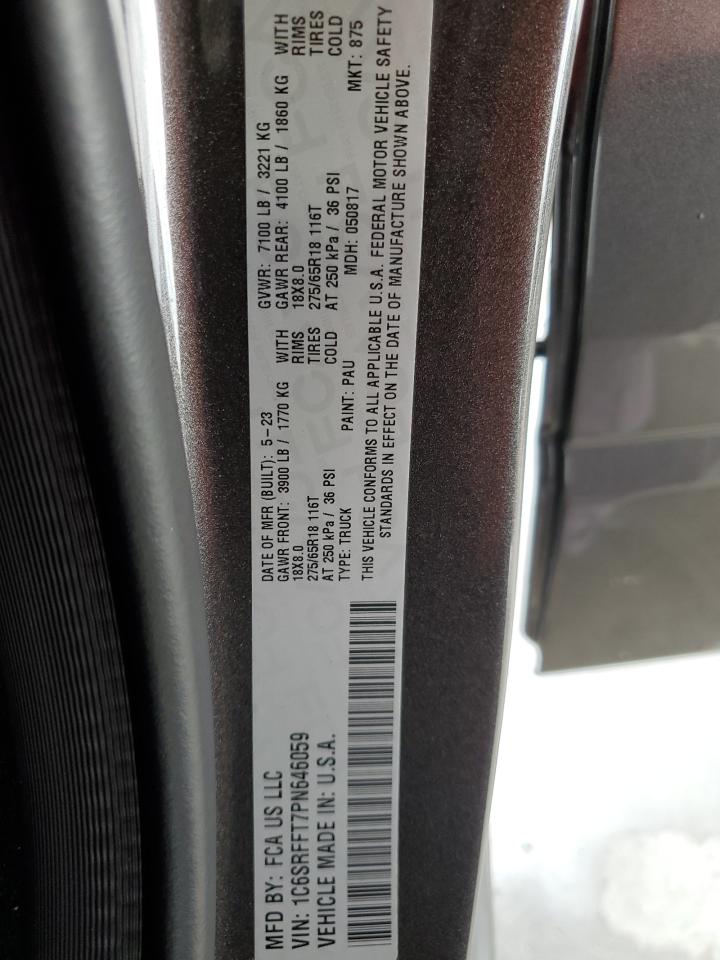 MFD BY: FCA US LLC
VIN: 1C6SRFFT7PN646059
VEHICLE MADE IN: U.S.A.
DATE OF MFR (BUILT): 5-23 GVWR: 7100 LB / 3221 KG
GAWR FRONT: 3900 LB / 1770 KG WITH GAWR REAR: 4100 LB / 1860 KG WITH
18X8.0 RIMS 18X8.0 RIMS
275/65R18 116T TIRES 275/65R18 116T TIRES
AT 250 kPa / 36 PSI COLD AT 250 kPa / 36 PSI COLD
TYPE: TRUCK PAINT: PAU MDH: 050817 MKT: 875
THIS VEHICLE CONFORMS TO ALL APPLICABLE U.S.A. FEDERAL MOTOR VEHICLE SAFETY
STANDARDS IN EFFECT ON THE DATE OF MANUFACTURE SHOWN ABOVE.